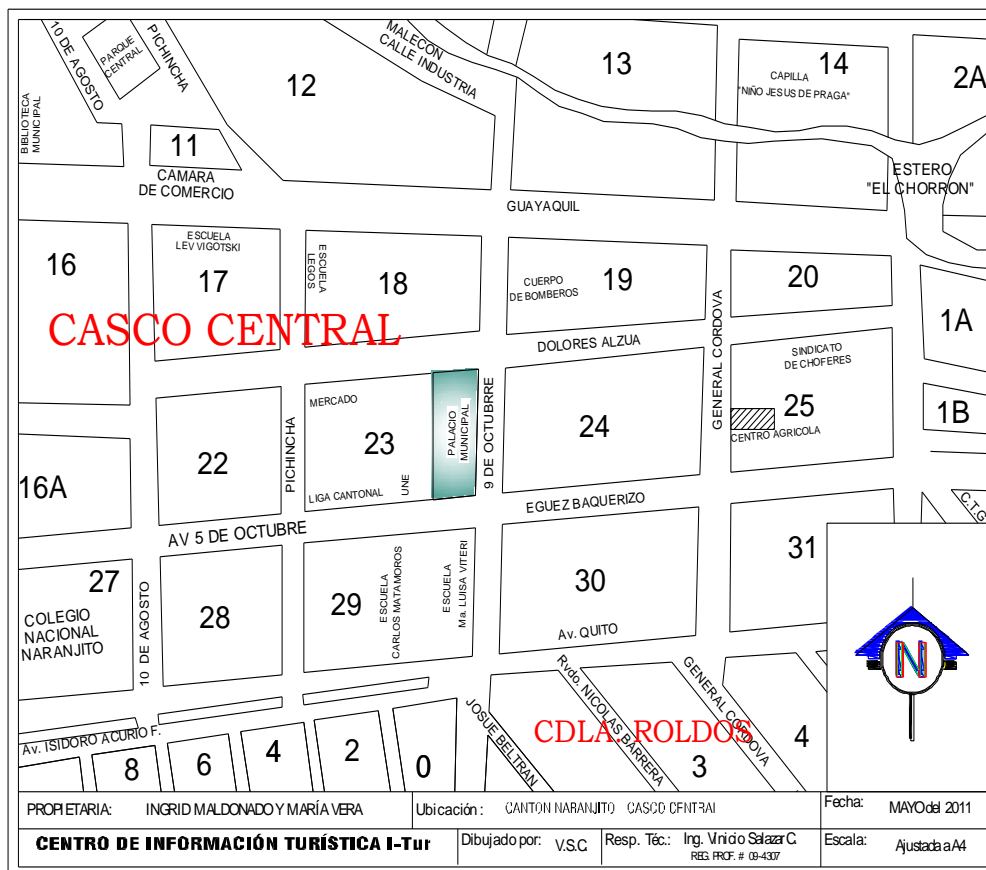 10 DE AGOSTO
PARQUE
CENTRAL
PICHINCHA
12
MALECON
CALLE INDUSTRIA
13
14
CAPILLA
"NIÑO JESUS DE PRAGA"
2A
BIBLIOTECA
MUNICIPAL
11
CAMARA
DE COMERCIO
ESTERO
"EL CHORRON"
GUAYAQUIL
16
ESCUELA
LEV VIGOTSKI
17
ESCUELA
LEGOS
18
CUERPO
DE BOMBEROS
19
GENERAL CORDOVA
20
1A
CASCO CENTRAL
DOLORES ALZUA
SINDICATO
DE CHOFERES
22
PICHINCHA
MERCADO
23
LIGA CANTONAL
UNE
PALACIO
MUNICIPAL
9 DE OCTUBRRE
24
25
CENTRO AGRICOLA
1B
16A
AV 5 DE OCTUBRE
EGUEZ BAQUERIZO
C.T.G
27
COLEGIO
NACIONAL
NARANJITO
10 DE AGOSTO
28
29
ESCUELA
CARLOS MATAMOROS
ESCUELA
Ma. LUISA VITERI
30
Av. QUITO
31
N
Av. ISIDORO ACURIO F.
8
6
4
2
0
JOSUE BELTRAN
Rvdo. NICOLAS BARRERA
GENERAL CORDOVA
CDLA. ROLDOS
3
4
PROPIETARIA: INGRID MALDONADO Y MARÍA VERA
Ubicación : CANTON NARANJITO CASCO CENTRAL
Fecha: MAYO del 2011
CENTRO DE INFORMACIÓN TURÍSTICA I-Tur
Dibujado por: V.S.C
Resp. Téc.: Ing. Vinicio Salazar C.
REG. PROF. # 09-4307
Escala: Ajustada a A4